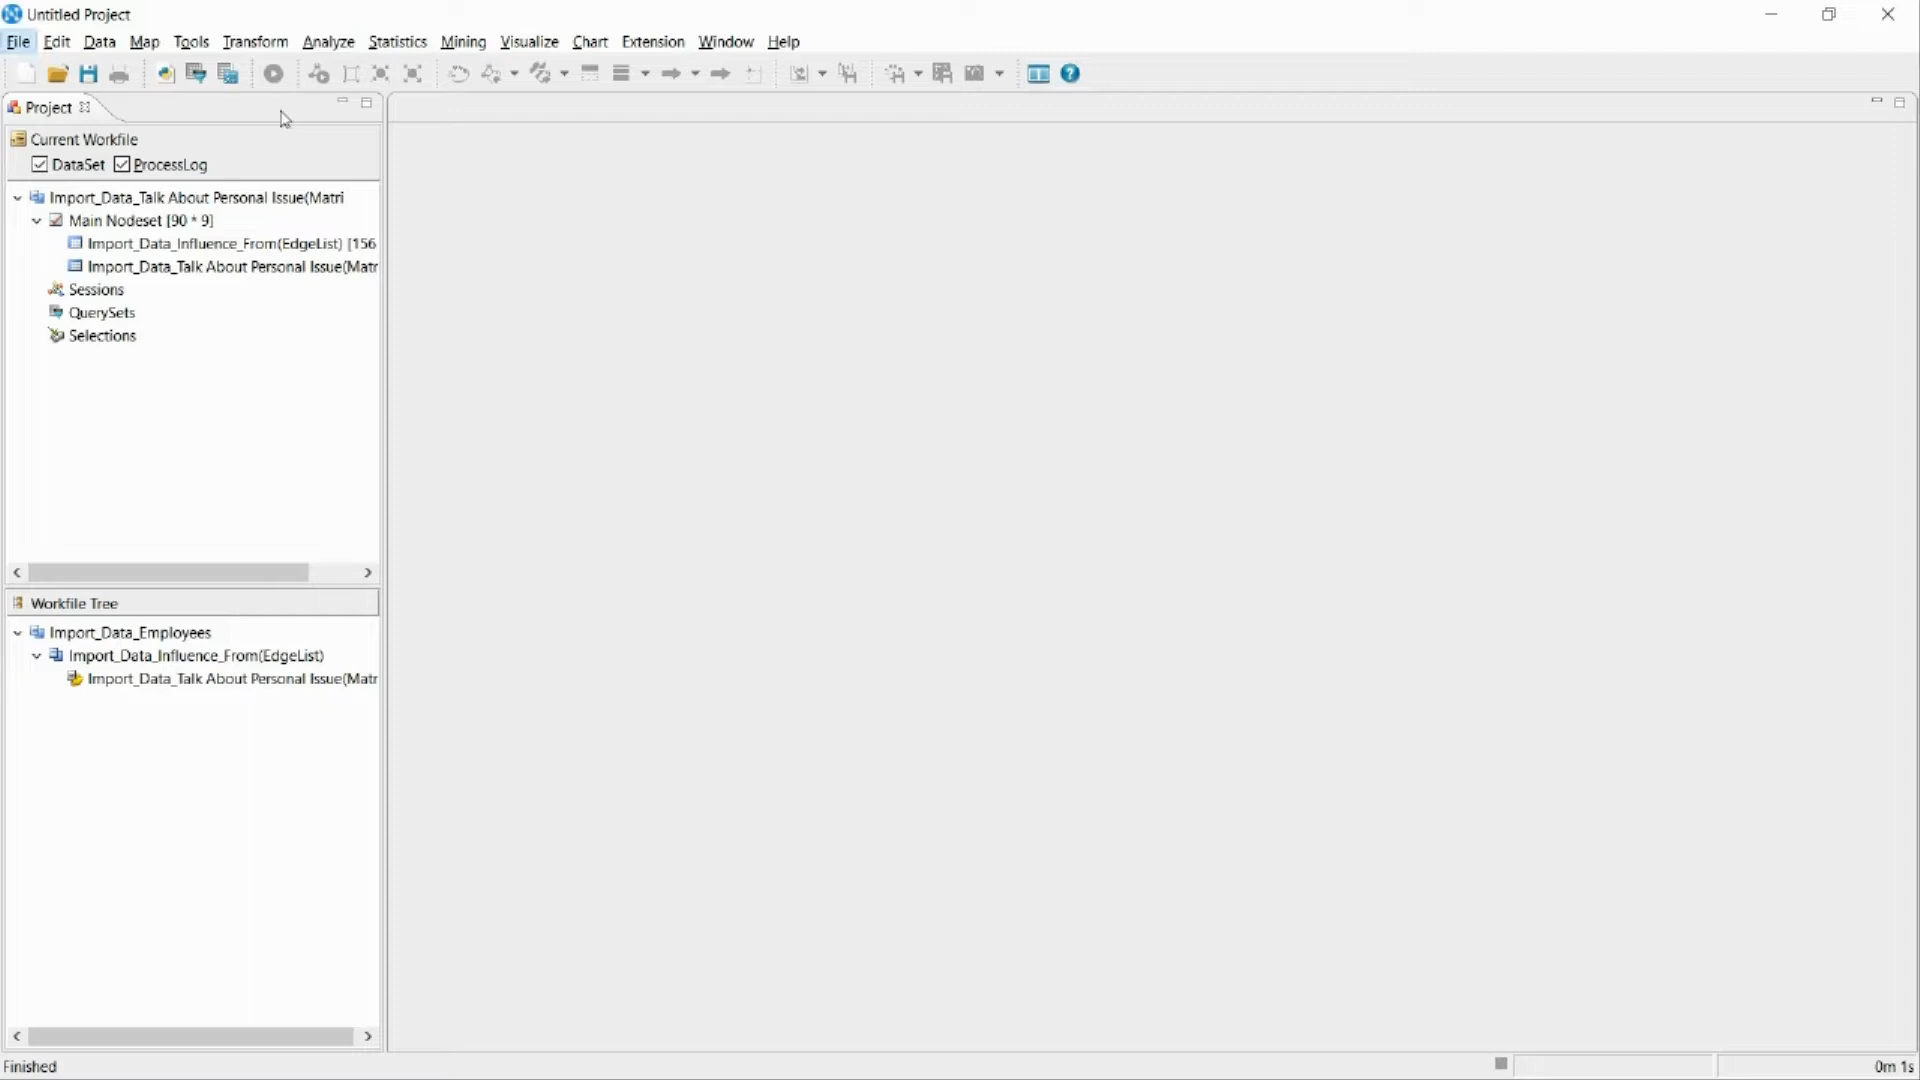 Untitled Project
File Edit Data Map Tools Transform Analyze Statistics Mining Visualize Chart Extension Window Help
Project
Current Workfile
DataSet ProcessLog
Import_Data_Talk About Personal Issue(Matri
Main Nodeset [90 * 9]
Import_Data_Influence_From(EdgeList) [156
Import_Data_Talk About Personal Issue(Matr
Sessions
QuerySets
Selections
Workfile Tree
Import_Data_Employees
Import_Data_Influence_From(EdgeList)
Import_Data_Talk About Personal Issue(Matr
Finished
0m 1s